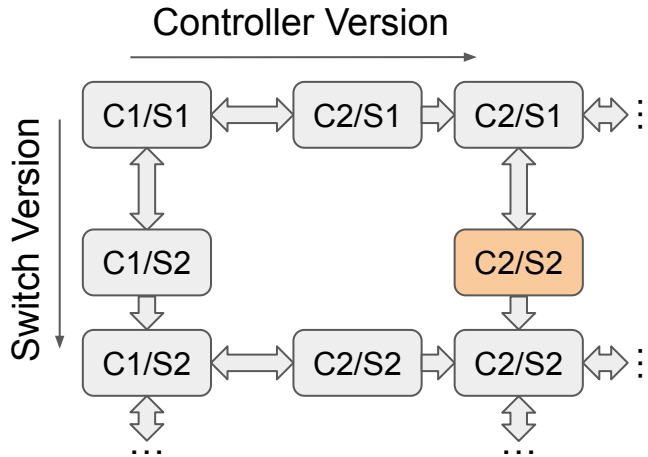 Controller Version
Switch Version
C1/S1
C2/S1
C2/S1
...
C1/S2
C2/S2
C1/S2
C2/S2
C2/S2
...
...
...